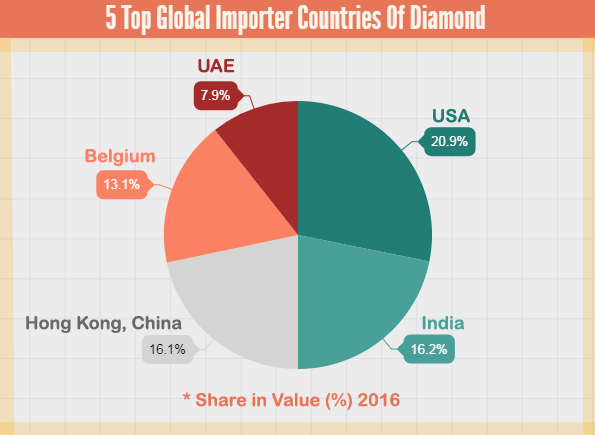 5 Top Global Importer Countries Of Diamond
UAE
7.9%
USA
20.9%
Belgium
13.1%
Hong Kong, China
16.1%
India
16.2%
* Share in Value (%) 2016